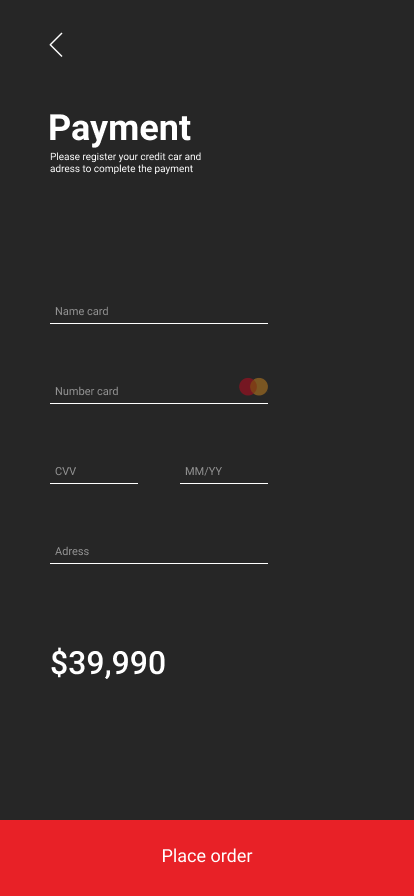 Payment
Please register your credit car and
adress to complete the payment
Name card
Number card
CVV MM/YY
Adress
$39,990
Place order